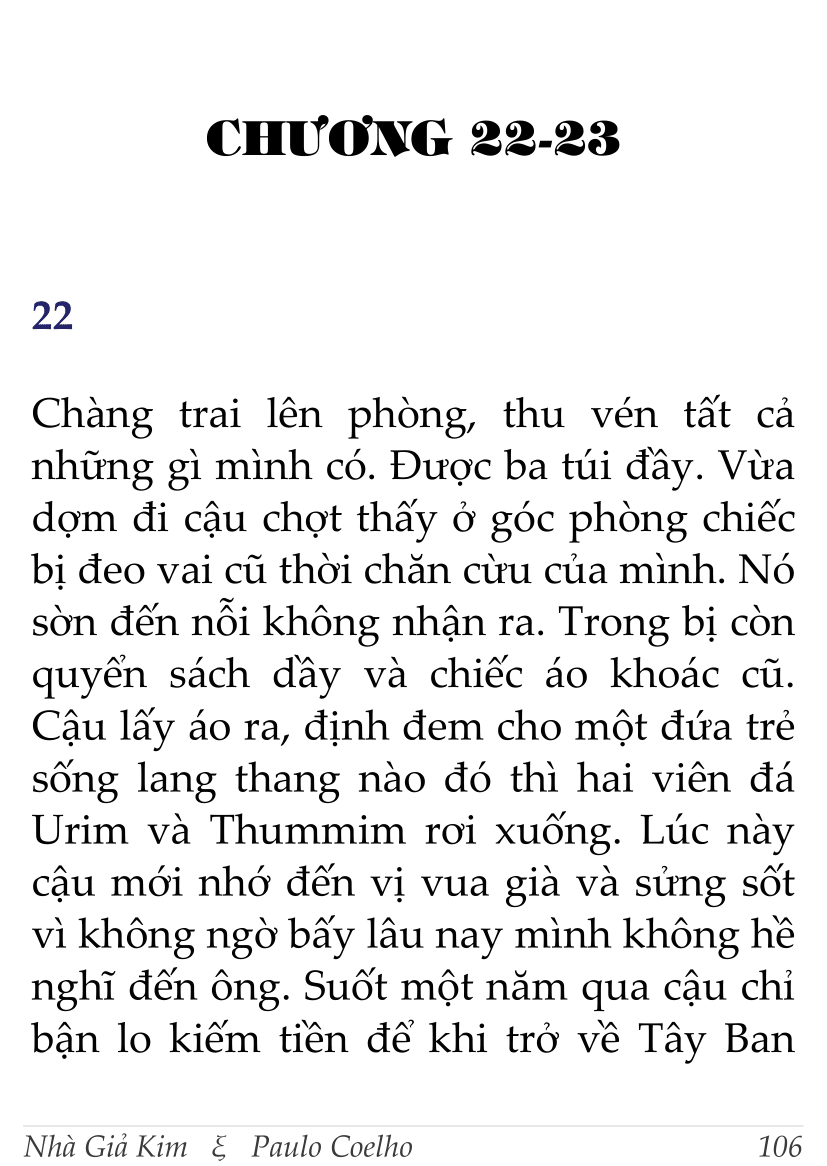 CHƯƠNG 22-23
22
Chàng trai lên phòng, thu vén tất cả
những gì mình có. Được ba túi đầy. Vừa
dợm đi cậu chợt thấy ở góc phòng chiếc
bị đeo vai cũ thời chăn cừu của mình. Nó
sờn đến nỗi không nhận ra. Trong bị còn
quyển sách dầy và chiếc áo khoác cũ.
Cậu lấy áo ra, định đem cho một đứa trẻ
sống lang thang nào đó thì hai viên đá
Urim và Thummim rơi xuống. Lúc này
cậu mới nhớ đến vị vua già và sửng sốt
vì không ngờ bấy lâu nay mình không hề
nghĩ đến ông. Suốt một năm qua cậu chỉ
bận lo kiếm tiền để khi trở về Tây Ban
Nhà Giả Kim ξ Paulo Coelho 106